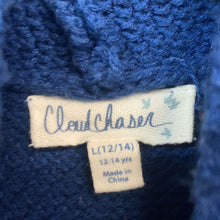 Cloud Chaser
L(12/14)
12-14 yrs
Made in
China